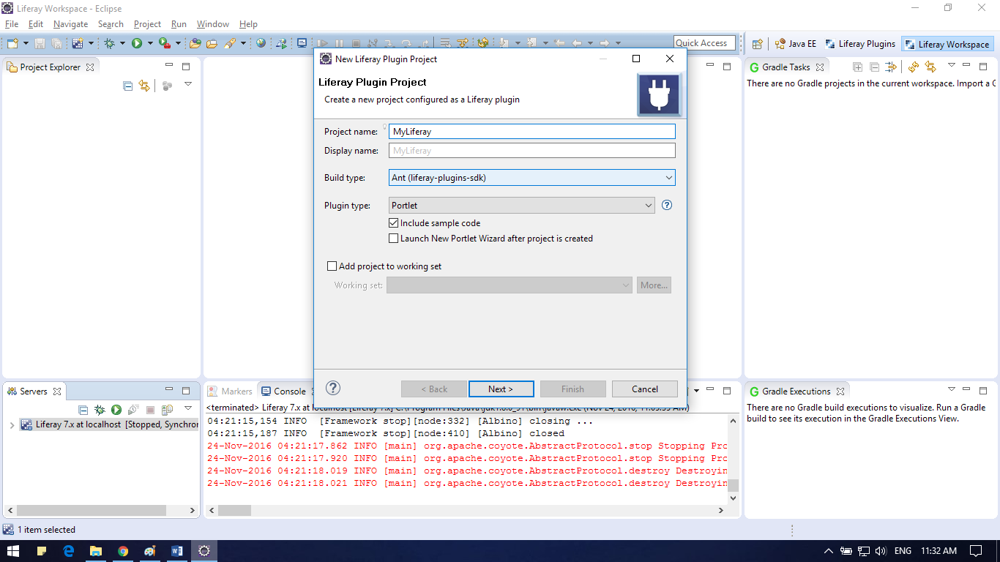 Liferay Workspace - Eclipse
File Edit Navigate Search Project Run Window Help
Quick Access
Java EE Liferay Plugins Liferay Workspace
Project Explorer
New Liferay Plugin Project
Liferay Plugin Project
Create a new project configured as a Liferay plugin
Project name: MyLiferay
Display name: MyLiferay
Build type: Ant (liferay-plugins-sdk)
Plugin type: Portlet
Include sample code
Launch New Portlet Wizard after project is created
Add project to working set
Working set: More...
< Back Next > Finish Cancel
Gradle Tasks
There are no Gradle projects in the current workspace. Import a G
Servers
Liferay 7.x at localhost [Stopped, Synchror
Markers Console
<terminated> Liferay 7.x at localhost [Liferay 7.x]
04:21:15,154 INFO [Framework stop][node:332] [Albino] closing ...
04:21:15,187 INFO [Framework stop][node:410] [Albino] closed
24-Nov-2016 04:21:17.862 INFO [main] org.apache.coyote.AbstractProtocol.stop Stopping Pro
24-Nov-2016 04:21:17.920 INFO [main] org.apache.coyote.AbstractProtocol.stop Stopping Pro
24-Nov-2016 04:21:18.019 INFO [main] org.apache.coyote.AbstractProtocol.destroy Destroyin
24-Nov-2016 04:21:18.021 INFO [main] org.apache.coyote.AbstractProtocol.destroy Destroyin
Gradle Executions
There are no Gradle build executions to visualize. Run a Gradle
build to see its execution in the Gradle Executions View.
1 item selected
ENG 11:32 AM